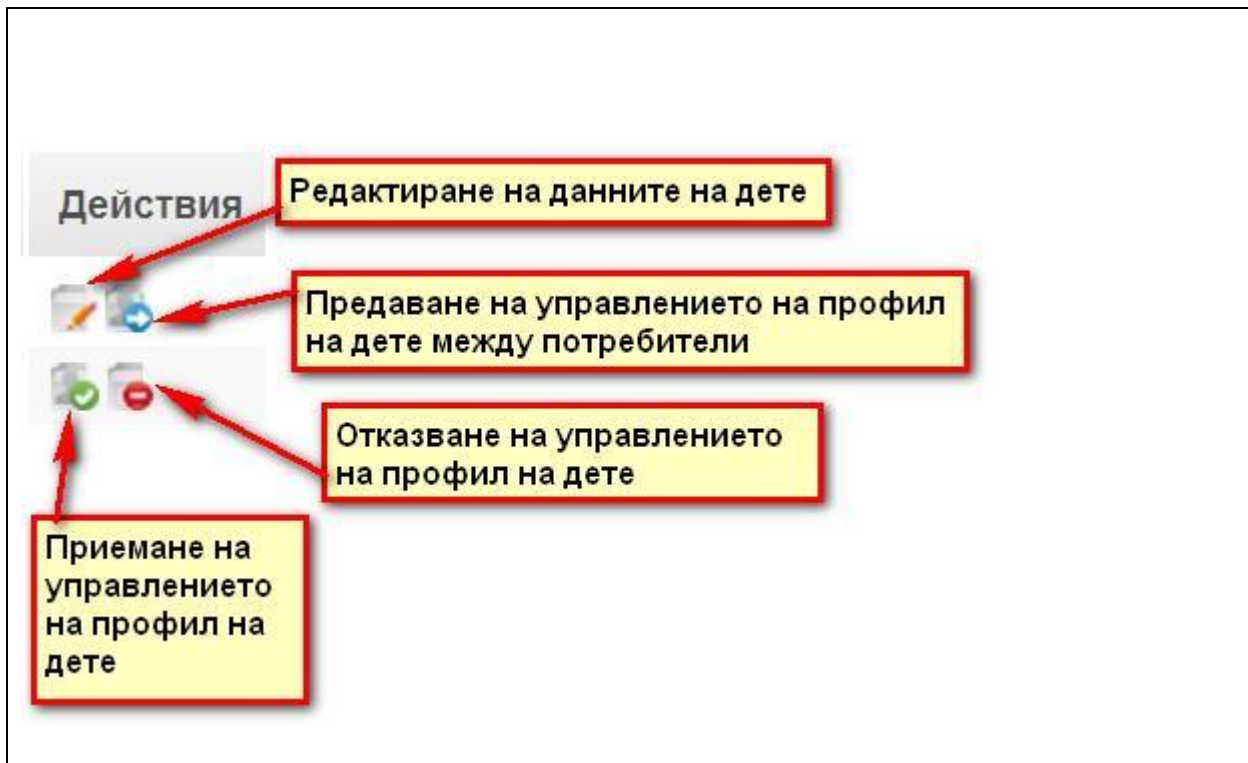 Действия
Редактиране на данните на дете
Предаване на управлението на профил
на дете между потребители
Отказване на управлението
на профил на дете
Приемане на
управлението
на профил на
дете